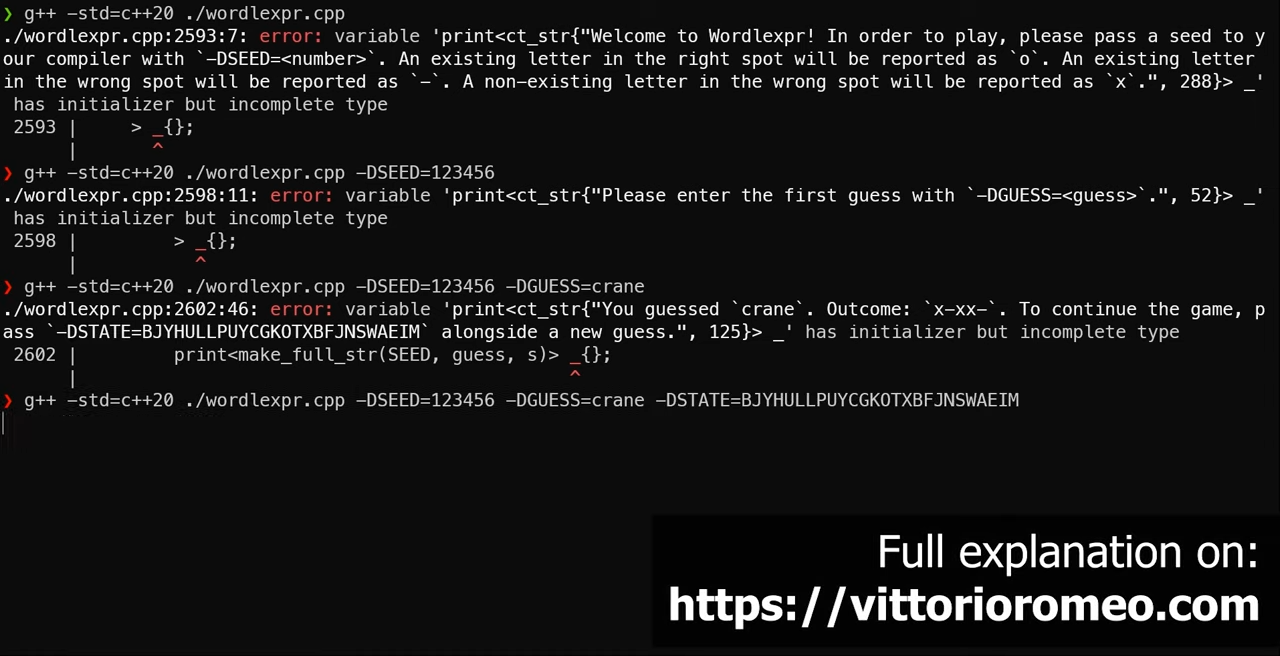 ❯ g++ −std=c++20 ./wordlexpr.cpp
./wordlexpr.cpp:2593:7: error: variable 'print<ct_str{"Welcome to Wordlexpr! In order to play, please pass a seed to y
our compiler with `−DSEED=<number>`. An existing letter in the right spot will be reported as `o`. An existing letter
in the wrong spot will be reported as `−`. A non−existing letter in the wrong spot will be reported as `x`.", 288}> _'
 has initializer but incomplete type
 2593 |     > _{};
      |       ^
❯ g++ −std=c++20 ./wordlexpr.cpp −DSEED=123456
./wordlexpr.cpp:2598:11: error: variable 'print<ct_str{"Please enter the first guess with `−DGUESS=<guess>`.", 52}> _'
 has initializer but incomplete type
 2598 |         > _{};
      |           ^
❯ g++ −std=c++20 ./wordlexpr.cpp −DSEED=123456 −DGUESS=crane
./wordlexpr.cpp:2602:46: error: variable 'print<ct_str{"You guessed `crane`. Outcome: `x−xx−`. To continue the game, p
ass `−DSTATE=BJYHULLPUYCGKOTXBFJNSWAEIM` alongside a new guess.", 125}> _' has initializer but incomplete type
 2602 |         print<make_full_str(SEED, guess, s)> _{};
      |                                              ^
❯ g++ −std=c++20 ./wordlexpr.cpp −DSEED=123456 −DGUESS=crane −DSTATE=BJYHULLPUYCGKOTXBFJNSWAEIM
Full explanation on:
https://vittorioromeo.com